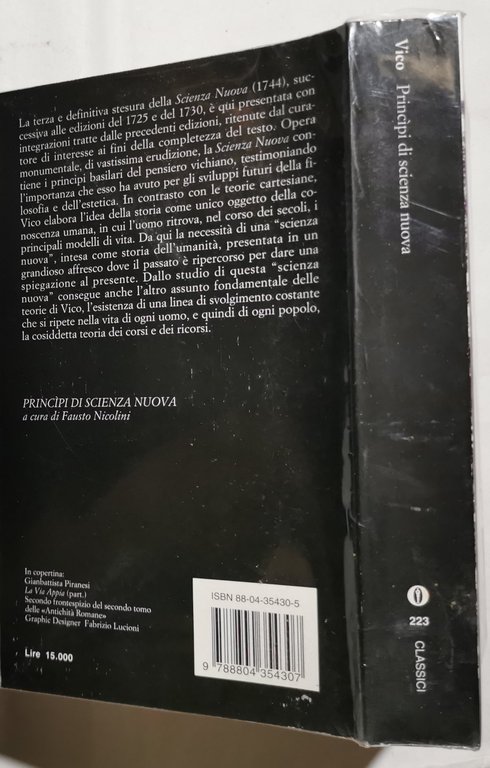 La terza e definitiva stesura della Scienza Nuova (1744), suc-
cessiva alle edizioni del 1725 e del 1730, è qui presentata con
integrazioni tratte dalle precedenti edizioni, ritenute dal cura-
tore di interesse ai fini della completezza del testo. Opera
monumentale, di vastissima erudizione, la Scienza Nuova con-
tiene i principi basilari del pensiero vichiano, testimoniando
l'importanza che esso ha avuto per gli sviluppi futuri della fi-
losofia e dell'estetica. In contrasto con le teorie cartesiane,
Vico elabora l'idea della storia come unico oggetto della co-
noscenza umana, in cui l'uomo ritrova, nel corso dei secoli, i
principali modelli di vita. Da qui la necessità di una "scienza
nuova", intesa come storia dell'umanità, presentata in un
grandioso affresco dove il passato è ripercorso per dare una
spiegazione al presente. Dallo studio di questa "scienza
nuova" consegue anche l'altro assunto fondamentale delle
teorie di Vico, l'esistenza di una linea di svolgimento costante
che si ripete nella vita di ogni uomo, e quindi di ogni popolo,
la cosiddetta teoria dei corsi e dei ricorsi.
PRINCÌPI DI SCIENZA NUOVA
a cura di Fausto Nicolini
In copertina:
Gianbattista Piranesi
La Via Appia (part.)
Secondo frontespizio del secondo tomo
delle «Antichità Romane»
Graphic Designer Fabrizio Lucioni
Lire 15.000
ISBN 88-04-35430-5
9 788804 354307
Vico Princìpi di scienza nuova
223
CLASSICI